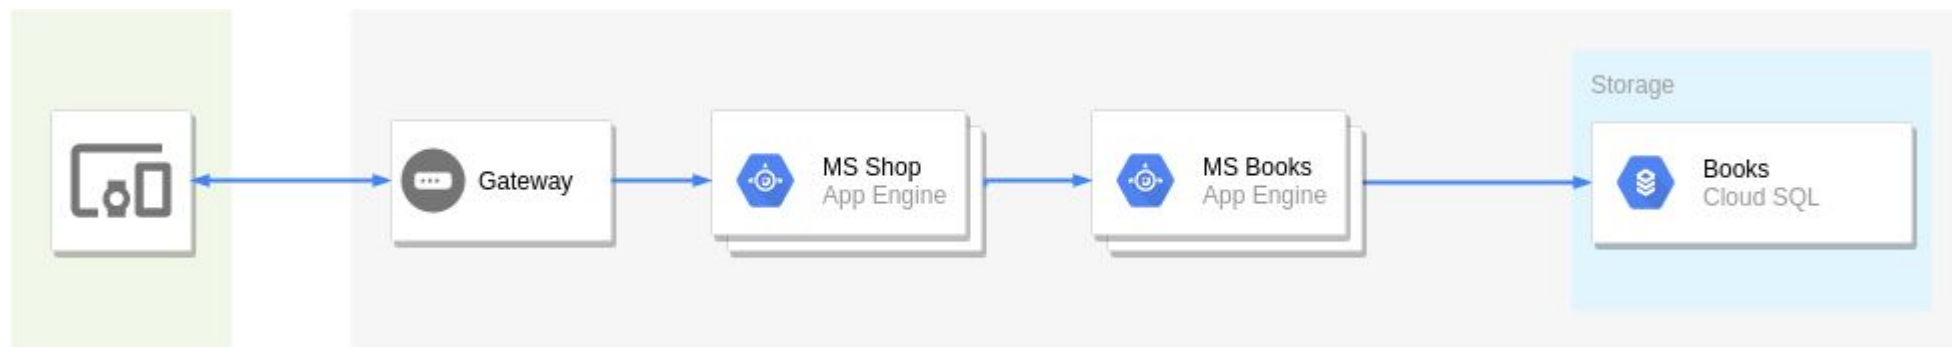 Storage
Gateway
MS Shop
App Engine
MS Books
App Engine
Books
Cloud SQL